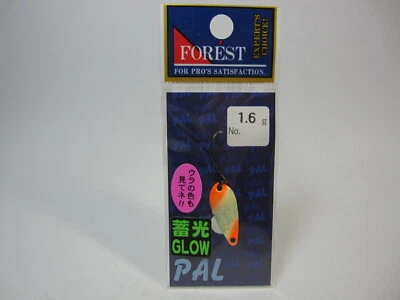 FOREST
FOR PRO'S SATISFACTION.
EXPERT'S
CHOICE!
1.6 g
No.
ウラの色も
見てネ!!
蓄光
GLOW
PAL